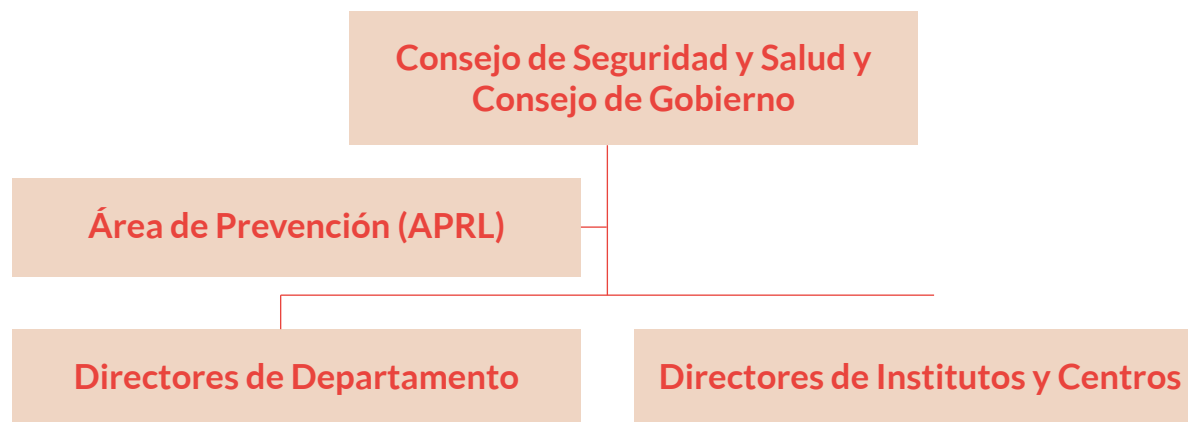 Consejo de Seguridad y Salud y
Consejo de Gobierno
Área de Prevención (APRL)
Directores de Departamento
Directores de Institutos y Centros